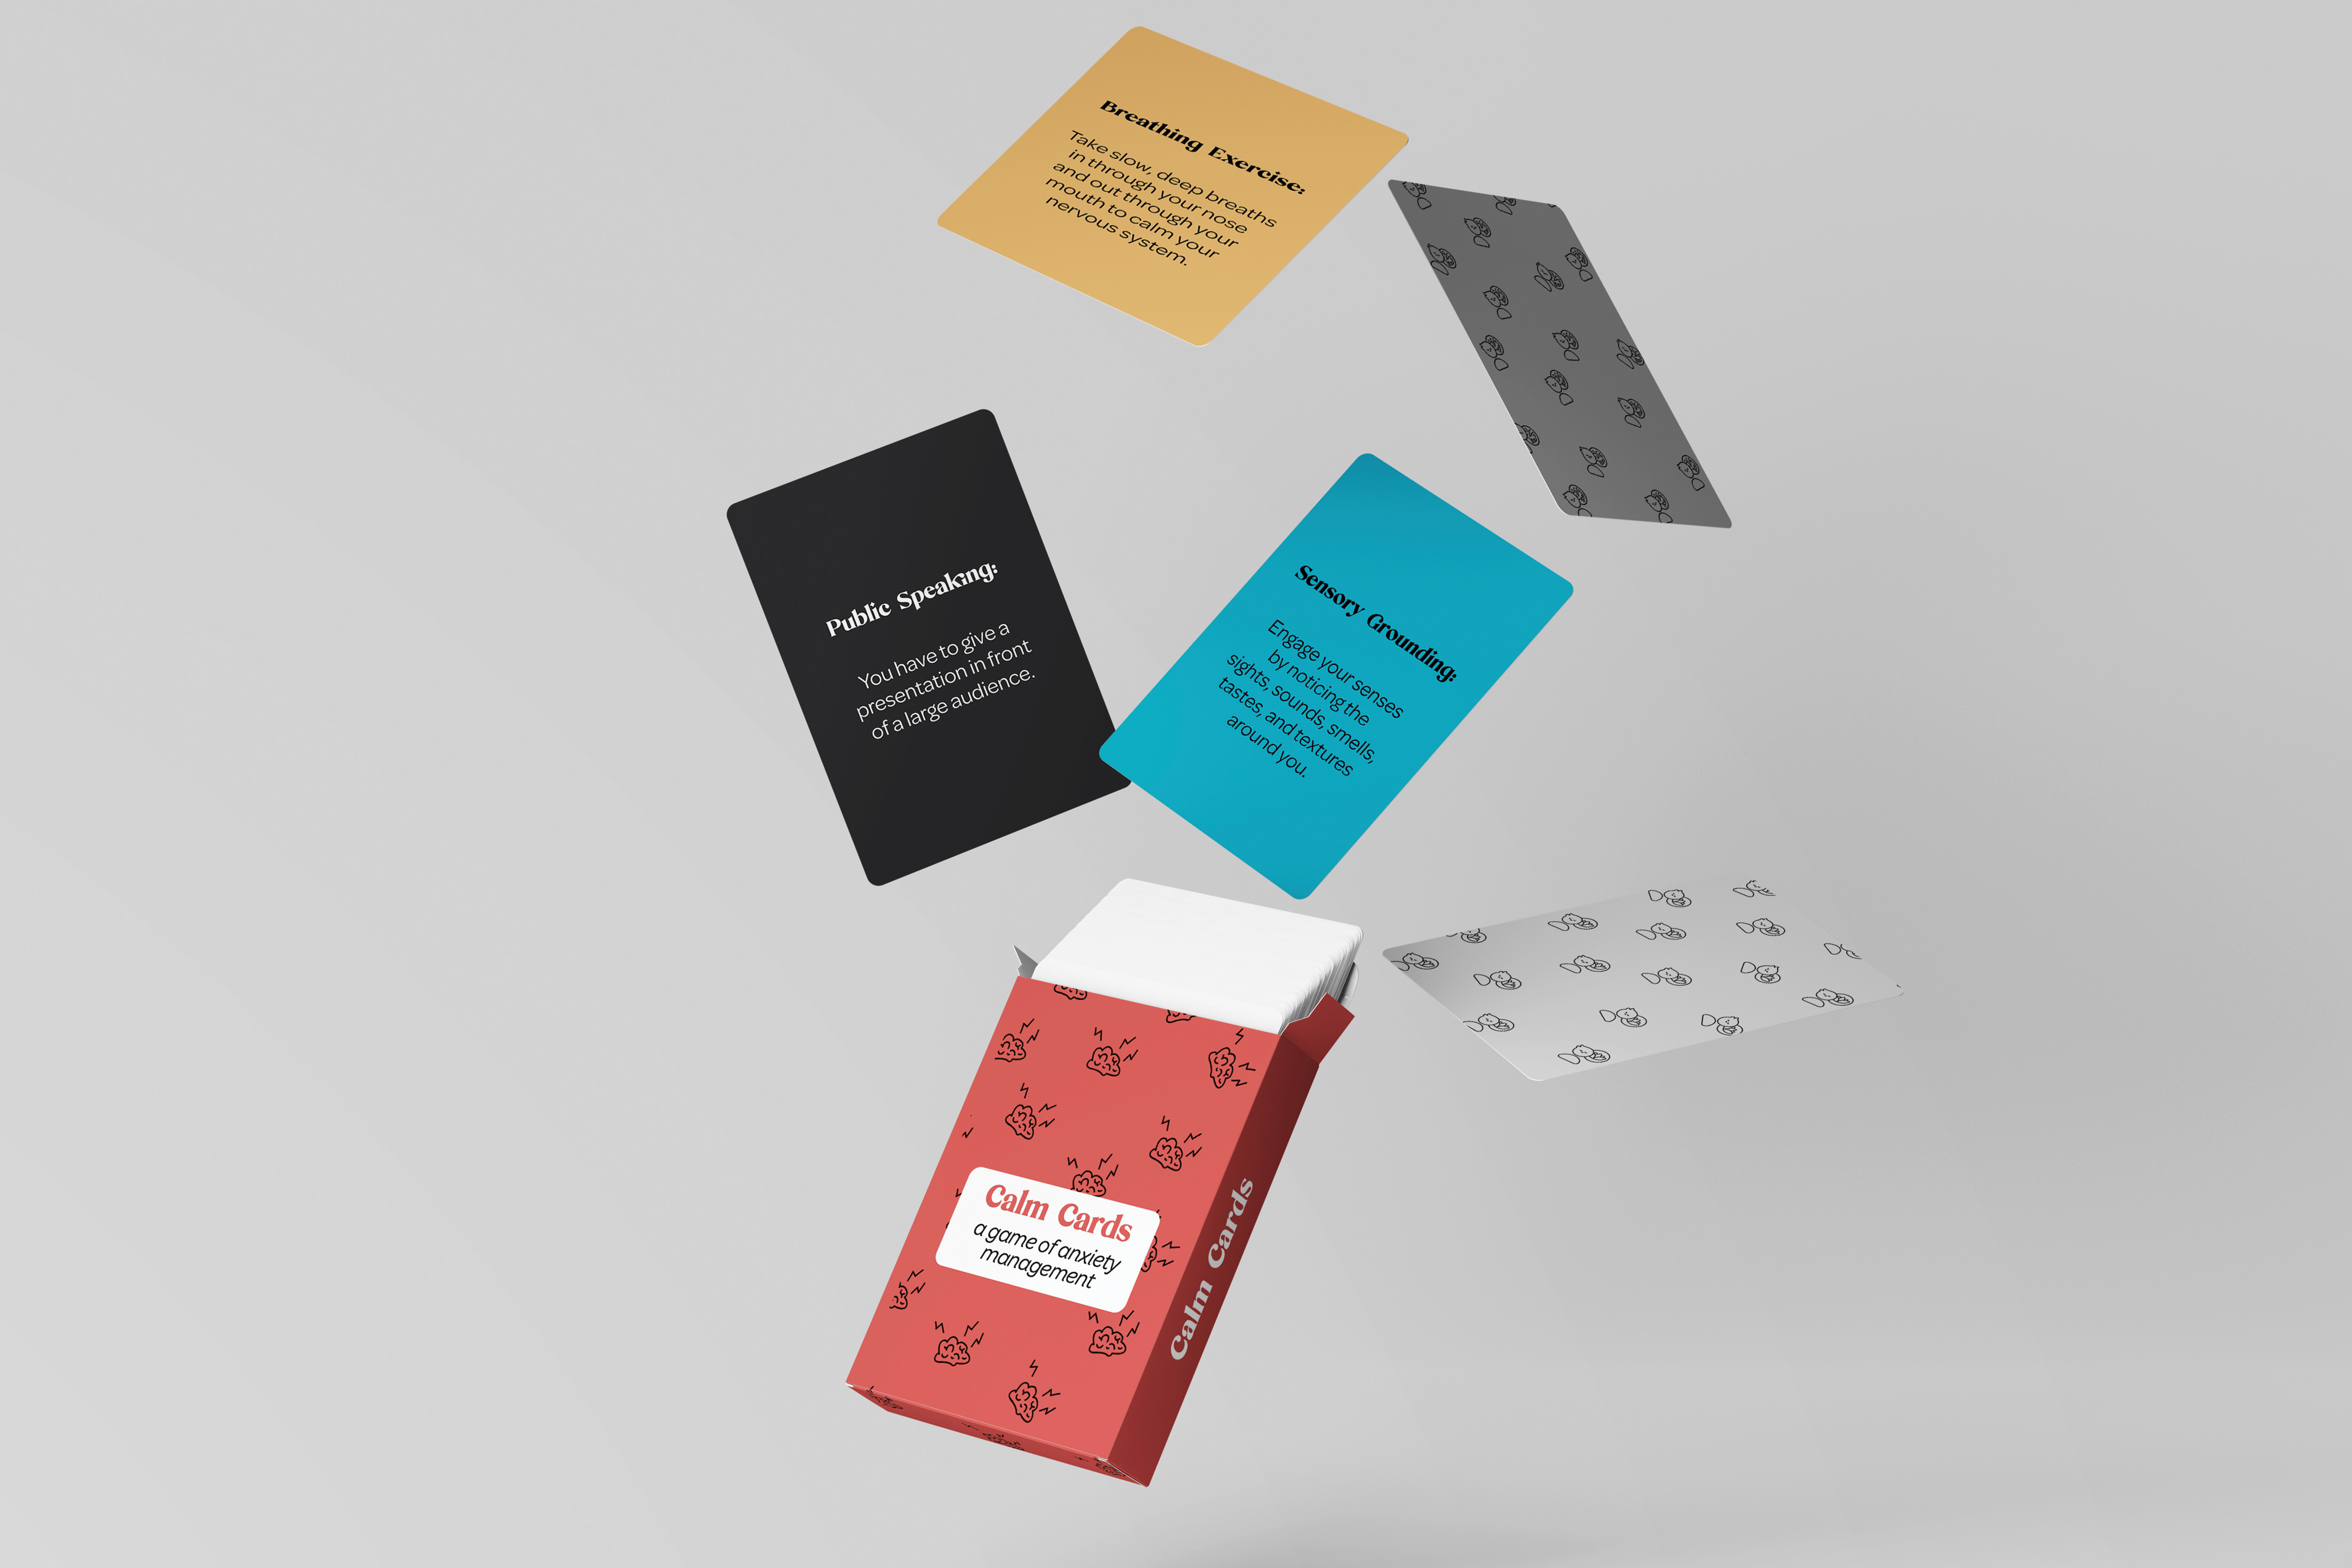 Breathing Exercise:
Take slow, deep breaths
in through your nose
and out through your
mouth to calm your
nervous system.
Public Speaking:
You have to give a
presentation in front
of a large audience.
Sensory Grounding:
Engage your senses
by noticing the
sights, sounds, smells,
tastes, and textures
around you.
Calm Cards
a game of anxiety
management
Calm Cards